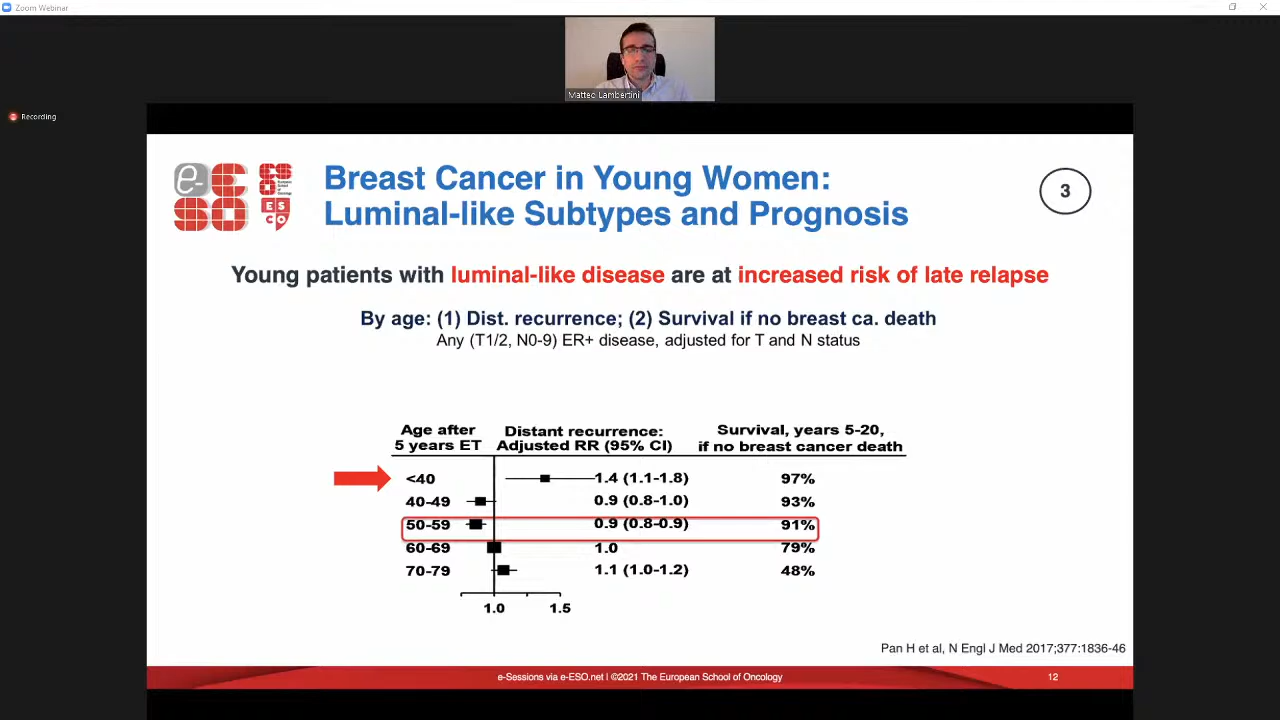 Zoom Webinar
Matteo Lambertini
Recording
e-ESO
ESCO
Breast Cancer in Young Women:
Luminal-like Subtypes and Prognosis
3
Young patients with luminal-like disease are at increased risk of late relapse
By age: (1) Dist. recurrence; (2) Survival if no breast ca. death
Any (T1/2, N0-9) ER+ disease, adjusted for T and N status
Age after 5 years ET
Distant recurrence: Adjusted RR (95% CI)
Survival, years 5-20, if no breast cancer death
<40 1.4 (1.1-1.8) 97%
40-49 0.9 (0.8-1.0) 93%
50-59 0.9 (0.8-0.9) 91%
60-69 1.0 79%
70-79 1.1 (1.0-1.2) 48%
1.0 1.5
Pan H et al, N Engl J Med 2017;377:1836-46
e-Sessions via e-ESO.net | ©2021 The European School of Oncology
12